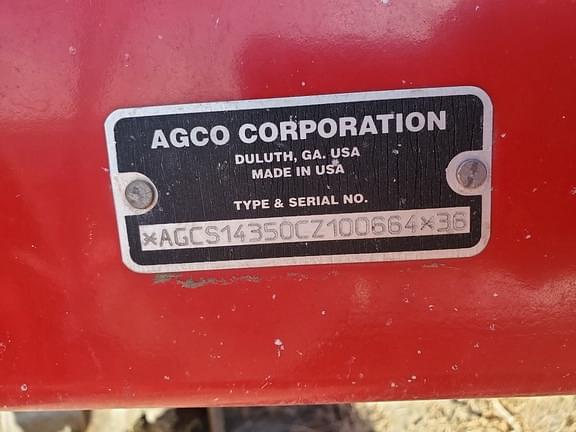 AGCO CORPORATION
DULUTH, GA. USA
MADE IN USA
TYPE & SERIAL NO.
*AGCS14350CZ100664*36